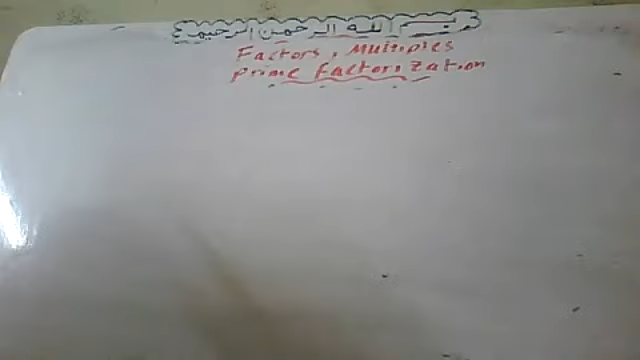 بسم الله الرحمن الرحيم
Factors, Multiples
prime factorization